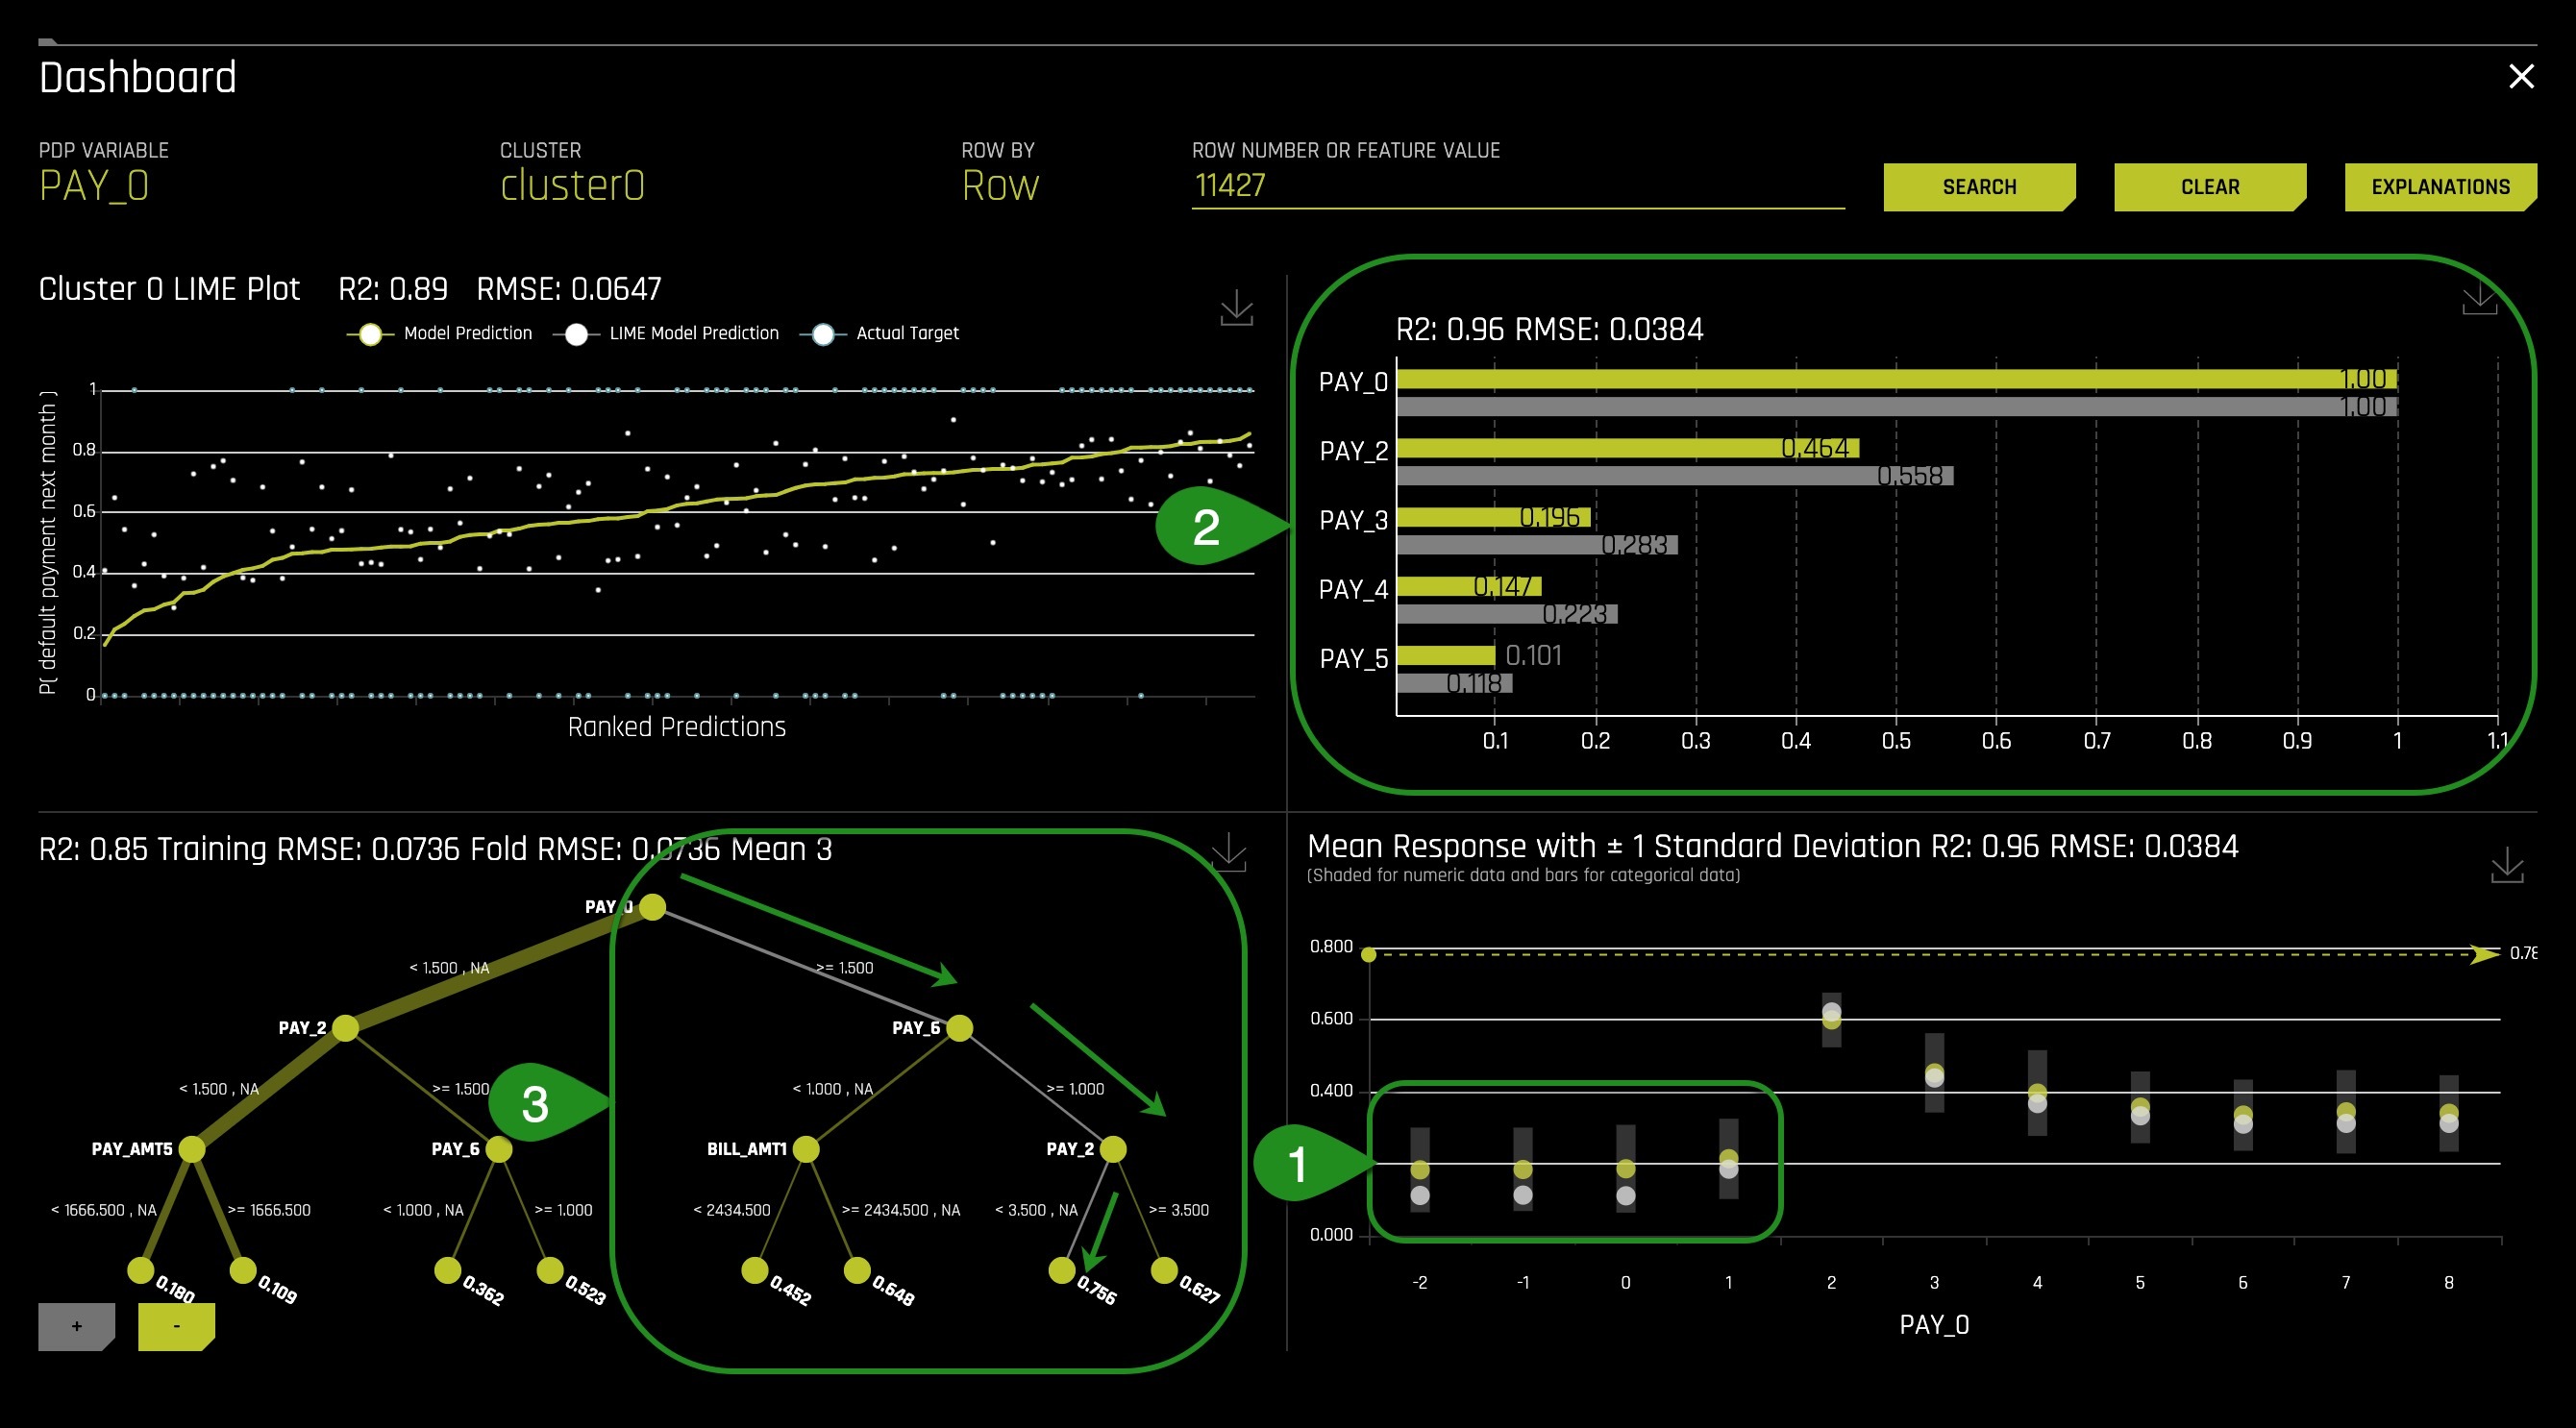 Dashboard
PDP VARIABLE
PAY_0
CLUSTER
cluster0
ROW BY
Row
ROW NUMBER OR FEATURE VALUE
11427
SEARCH
CLEAR
EXPLANATIONS
Cluster 0 LIME Plot R2: 0.89 RMSE: 0.0647
Model Prediction
LIME Model Prediction
Actual Target
P( default payment next month )
1
0.8
0.6
0.4
0.2
0
Ranked Predictions
2
R2: 0.96 RMSE: 0.0384
PAY_0
1.00
1.00
PAY_2
0.464
0.558
PAY_3
0.196
0.283
PAY_4
0.147
0.223
PAY_5
0.101
0.118
0.1 0.2 0.3 0.4 0.5 0.6 0.7 0.8 0.9 1 1.1
R2: 0.85 Training RMSE: 0.0736 Fold RMSE: 0.0736 Mean 3
PAY_0
< 1.500 , NA
>= 1.500
PAY_2
PAY_6
< 1.500 , NA
>= 1.500
< 1.000 , NA
>= 1.000
3
PAY_AMT5
PAY_6
BILL_AMT1
PAY_2
< 1666.500 , NA
>= 1666.500
< 1.000 , NA
>= 1.000
< 2434.500
>= 2434.500 , NA
< 3.500 , NA
>= 3.500
0.180
0.109
0.362
0.523
0.452
0.648
0.756
0.627
+
-
Mean Response with ± 1 Standard Deviation R2: 0.96 RMSE: 0.0384
(Shaded for numeric data and bars for categorical data)
0.800
0.78
0.600
0.400
1
0.000
-2 -1 0 1 2 3 4 5 6 7 8
PAY_0